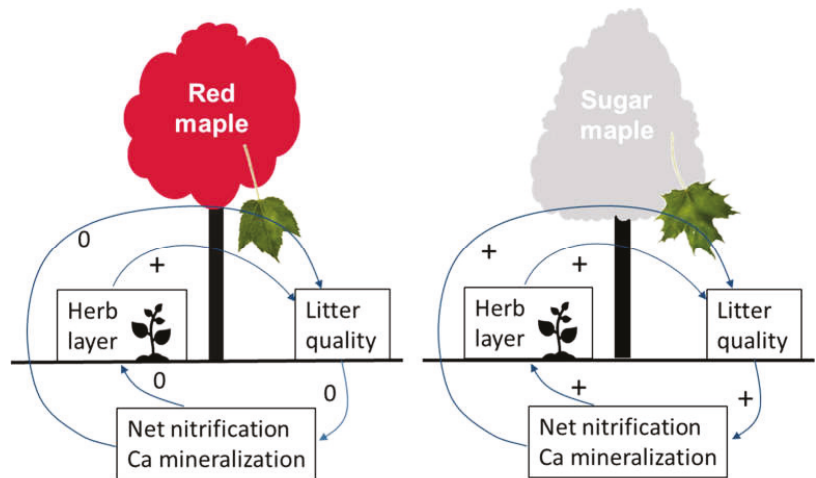 Red
maple
0
+
Herb
layer
Litter
quality
0
0
Net nitrification
Ca mineralization
Sugar
maple
+
+
Herb
layer
Litter
quality
+
+
Net nitrification
Ca mineralization